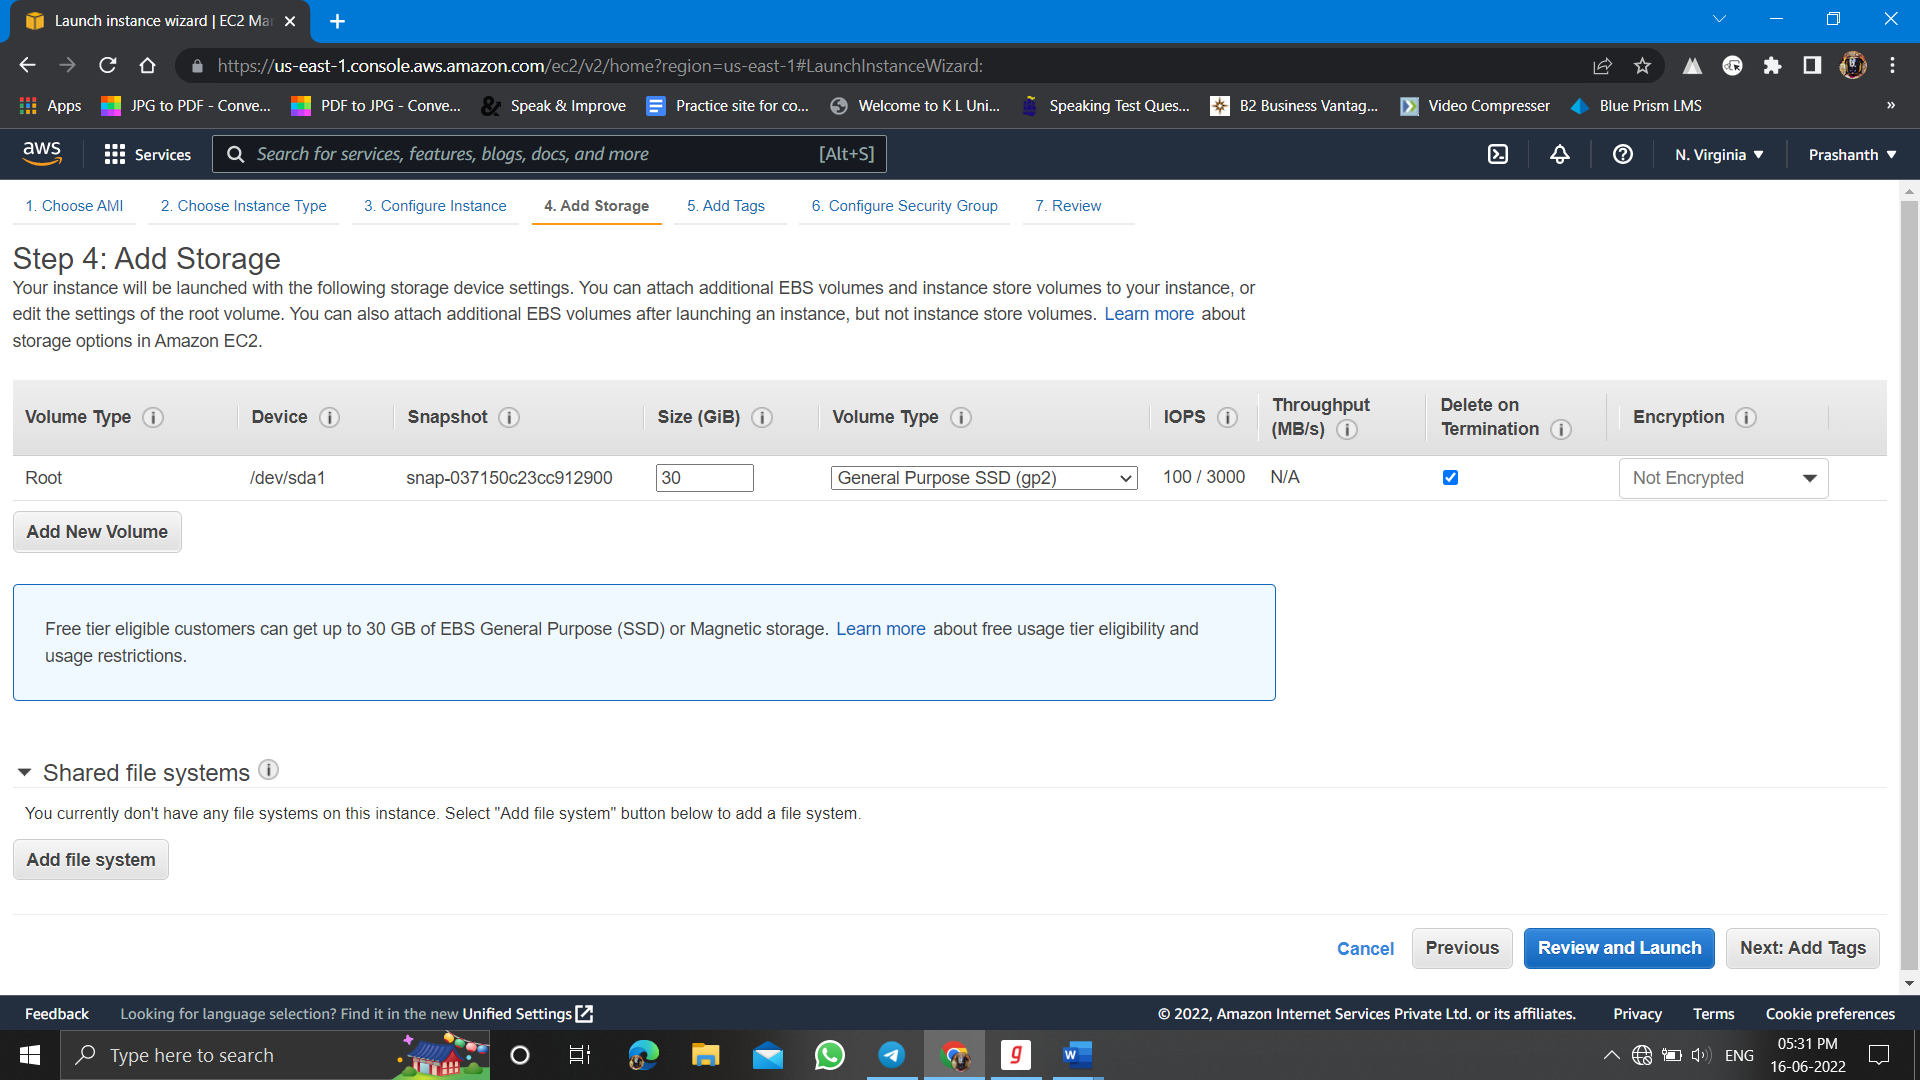 Launch instance wizard | EC2 Ma
https://us-east-1.console.aws.amazon.com/ec2/v2/home?region=us-east-1#LaunchInstanceWizard:
Apps
JPG to PDF - Conve...
PDF to JPG - Conve...
Speak & Improve
Practice site for co...
Welcome to K L Uni...
Speaking Test Ques...
B2 Business Vantag...
Video Compresser
Blue Prism LMS
»
aws
Services
Search for services, features, blogs, docs, and more
[Alt+S]
N. Virginia
Prashanth
1. Choose AMI
2. Choose Instance Type
3. Configure Instance
4. Add Storage
5. Add Tags
6. Configure Security Group
7. Review
Step 4: Add Storage
Your instance will be launched with the following storage device settings. You can attach additional EBS volumes and instance store volumes to your instance, or
edit the settings of the root volume. You can also attach additional EBS volumes after launching an instance, but not instance store volumes. Learn more about
storage options in Amazon EC2.
Volume Type
Device
Snapshot
Size (GiB)
Volume Type
IOPS
Throughput
(MB/s)
Delete on
Termination
Encryption
Root
/dev/sda1
snap-037150c23cc912900
30
General Purpose SSD (gp2)
100 / 3000
N/A
Not Encrypted
Add New Volume
Free tier eligible customers can get up to 30 GB of EBS General Purpose (SSD) or Magnetic storage. Learn more about free usage tier eligibility and
usage restrictions.
Shared file systems
You currently don't have any file systems on this instance. Select "Add file system" button below to add a file system.
Add file system
Cancel
Previous
Review and Launch
Next: Add Tags
Feedback
Looking for language selection? Find it in the new Unified Settings
© 2022, Amazon Internet Services Private Ltd. or its affiliates.
Privacy
Terms
Cookie preferences
Type here to search
ENG
05:31 PM
16-06-2022